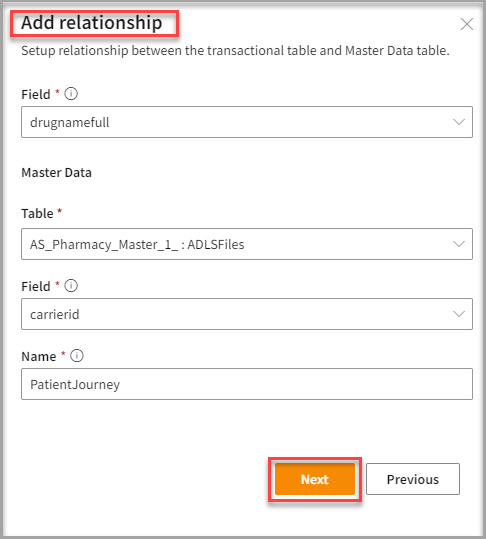 Add relationship
Setup relationship between the transactional table and Master Data table.
Field *
drugnamefull
Master Data
Table *
AS_Pharmacy_Master_1_ : ADLSFiles
Field *
carrierid
Name *
PatientJourney
Next Previous